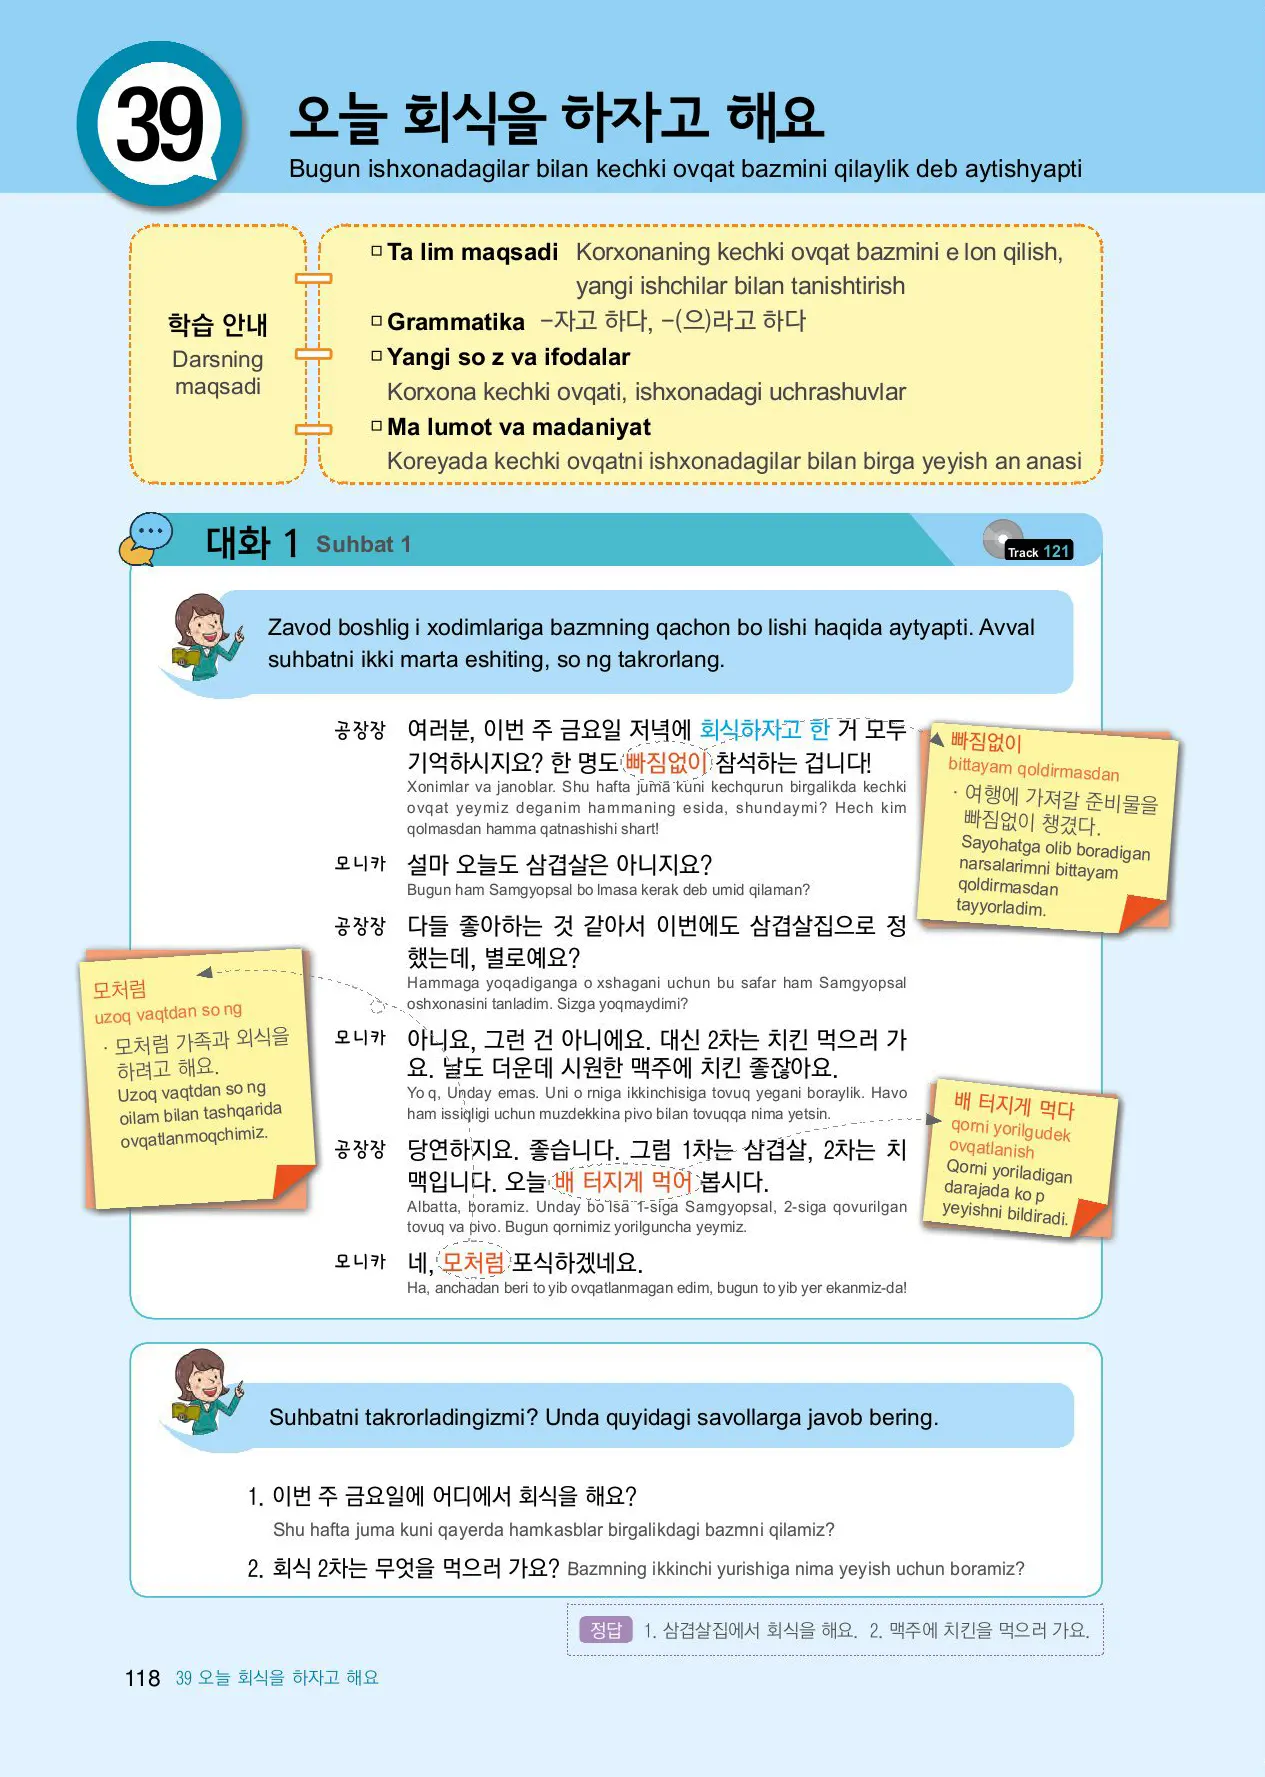 39
오늘 회식을 하자고 해요
Bugun ishxonadagilar bilan kechki ovqat bazmini qilaylik deb aytishyapti
학습 안내
Darsning
maqsadi
Ta lim maqsadi Korxonaning kechki ovqat bazmini e lon qilish,
yangi ishchilar bilan tanishtirish
Grammatika -자고 하다, -(으)라고 하다
Yangi so z va ifodalar
Korxona kechki ovqati, ishxonadagi uchrashuvlar
Ma lumot va madaniyat
Koreyada kechki ovqatni ishxonadagilar bilan birga yeyish an anasi
대화 1 Suhbat 1
Track 121
Zavod boshlig i xodimlariga bazmning qachon bo lishi haqida aytyapti. Avval
suhbatni ikki marta eshiting, so ng takrorlang.
공장장 여러분, 이번 주 금요일 저녁에 회식하자고 한 거 모두
기억하시지요? 한 명도 빠짐없이 참석하는 겁니다!
Xonimlar va janoblar. Shu hafta juma kuni kechqurun birgalikda kechki
ovqat yeymiz deganim hammaning esida, shundaymi? Hech kim
qolmasdan hamma qatnashishi shart!
모니카 설마 오늘도 삼겹살은 아니지요?
Bugun ham Samgyopsal bo lmasa kerak deb umid qilaman?
공장장 다들 좋아하는 것 같아서 이번에도 삼겹살집으로 정
했는데, 별로예요?
Hammaga yoqadiganga o xshagani uchun bu safar ham Samgyopsal
oshxonasini tanladim. Sizga yoqmaydimi?
모니카 아니요, 그런 건 아니에요. 대신 2차는 치킨 먹으러 가
요. 날도 더운데 시원한 맥주에 치킨 좋잖아요.
Yo q, Unday emas. Uni o rniga ikkinchisiga tovuq yegani boraylik. Havo
ham issiqligi uchun muzdekkina pivo bilan tovuqqa nima yetsin.
공장장 당연하지요. 좋습니다. 그럼 1차는 삼겹살, 2차는 치
맥입니다. 오늘 배 터지게 먹어 봅시다.
Albatta, boramiz. Unday bo lsa 1-siga Samgyopsal, 2-siga qovurilgan
tovuq va pivo. Bugun qornimiz yorilguncha yeymiz.
모니카 네, 모처럼 포식하겠네요.
Ha, anchadan beri to yib ovqatlanmagan edim, bugun to yib yer ekanmiz-da!
빠짐없이
bittayam qoldirmasdan
· 여행에 가져갈 준비물을
빠짐없이 챙겼다.
Sayohatga olib boradigan
narsalarimni bittayam
qoldirmasdan
tayyorladim.
모처럼
uzoq vaqtdan so ng
· 모처럼 가족과 외식을
하려고 해요.
Uzoq vaqtdan so ng
oilam bilan tashqarida
ovqatlanmoqchimiz.
배 터지게 먹다
qorni yorilgudek
ovqatlanish
Qorni yoriladigan
darajada ko p
yeyishni bildiradi.
Suhbatni takrorladingizmi? Unda quyidagi savollarga javob bering.
1. 이번 주 금요일에 어디에서 회식을 해요?
Shu hafta juma kuni qayerda hamkasblar birgalikdagi bazmni qilamiz?
2. 회식 2차는 무엇을 먹으러 가요? Bazmning ikkinchi yurishiga nima yeyish uchun boramiz?
정답 1. 삼겹살집에서 회식을 해요. 2. 맥주에 치킨을 먹으러 가요.
118 39 오늘 회식을 하자고 해요